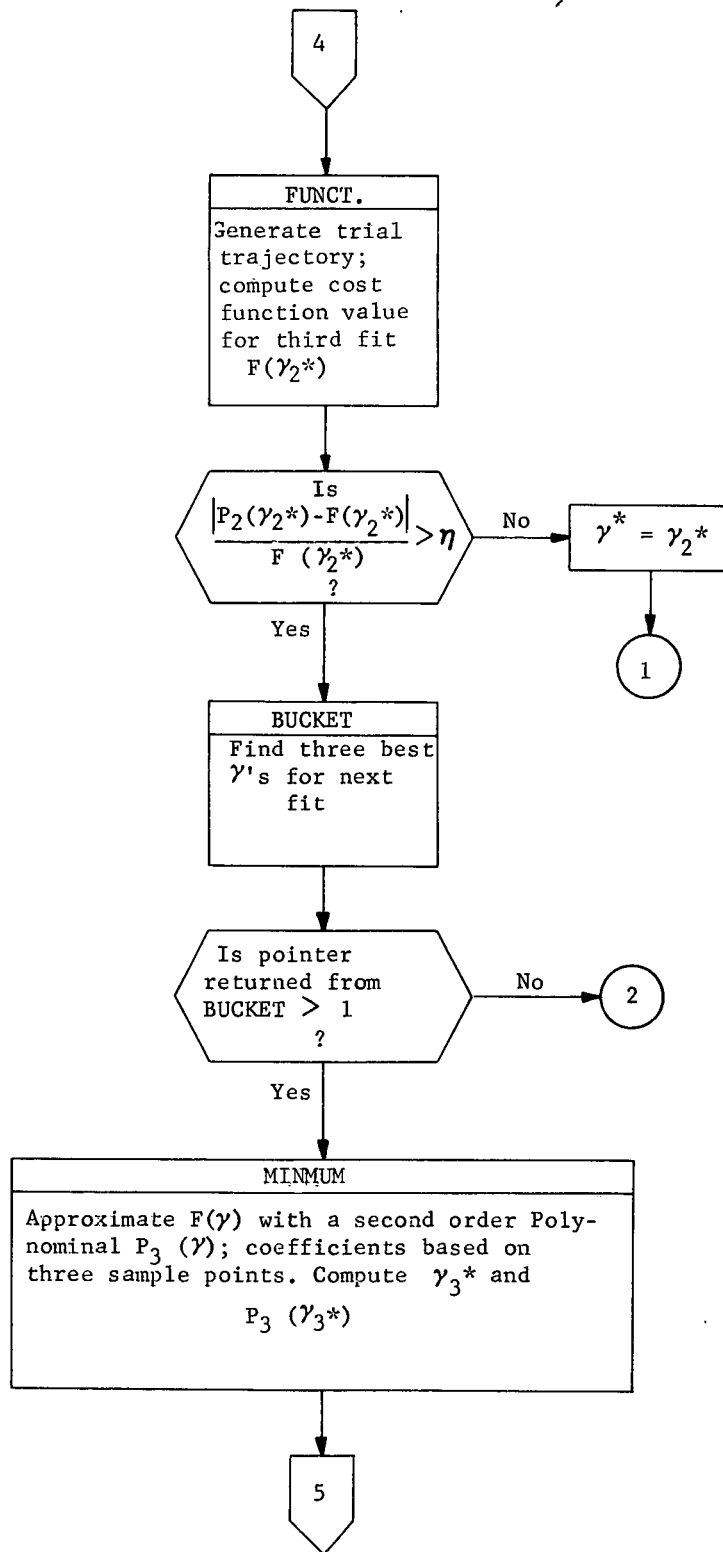 4
FUNCT.
Generate trial
trajectory;
compute cost
function value
for third fit
F(γ₂*)
Is
|P₂(γ₂*)-F(γ₂*)|
F (γ₂*)
> η
?
No
γ* = γ₂*
1
Yes
BUCKET
Find three best
γ's for next
fit
Is pointer
returned from
BUCKET > 1
?
No
2
Yes
MINMUM
Approximate F(γ) with a second order Poly-
nominal P₃ (γ); coefficients based on
three sample points. Compute γ₃* and
P₃ (γ₃*)
5